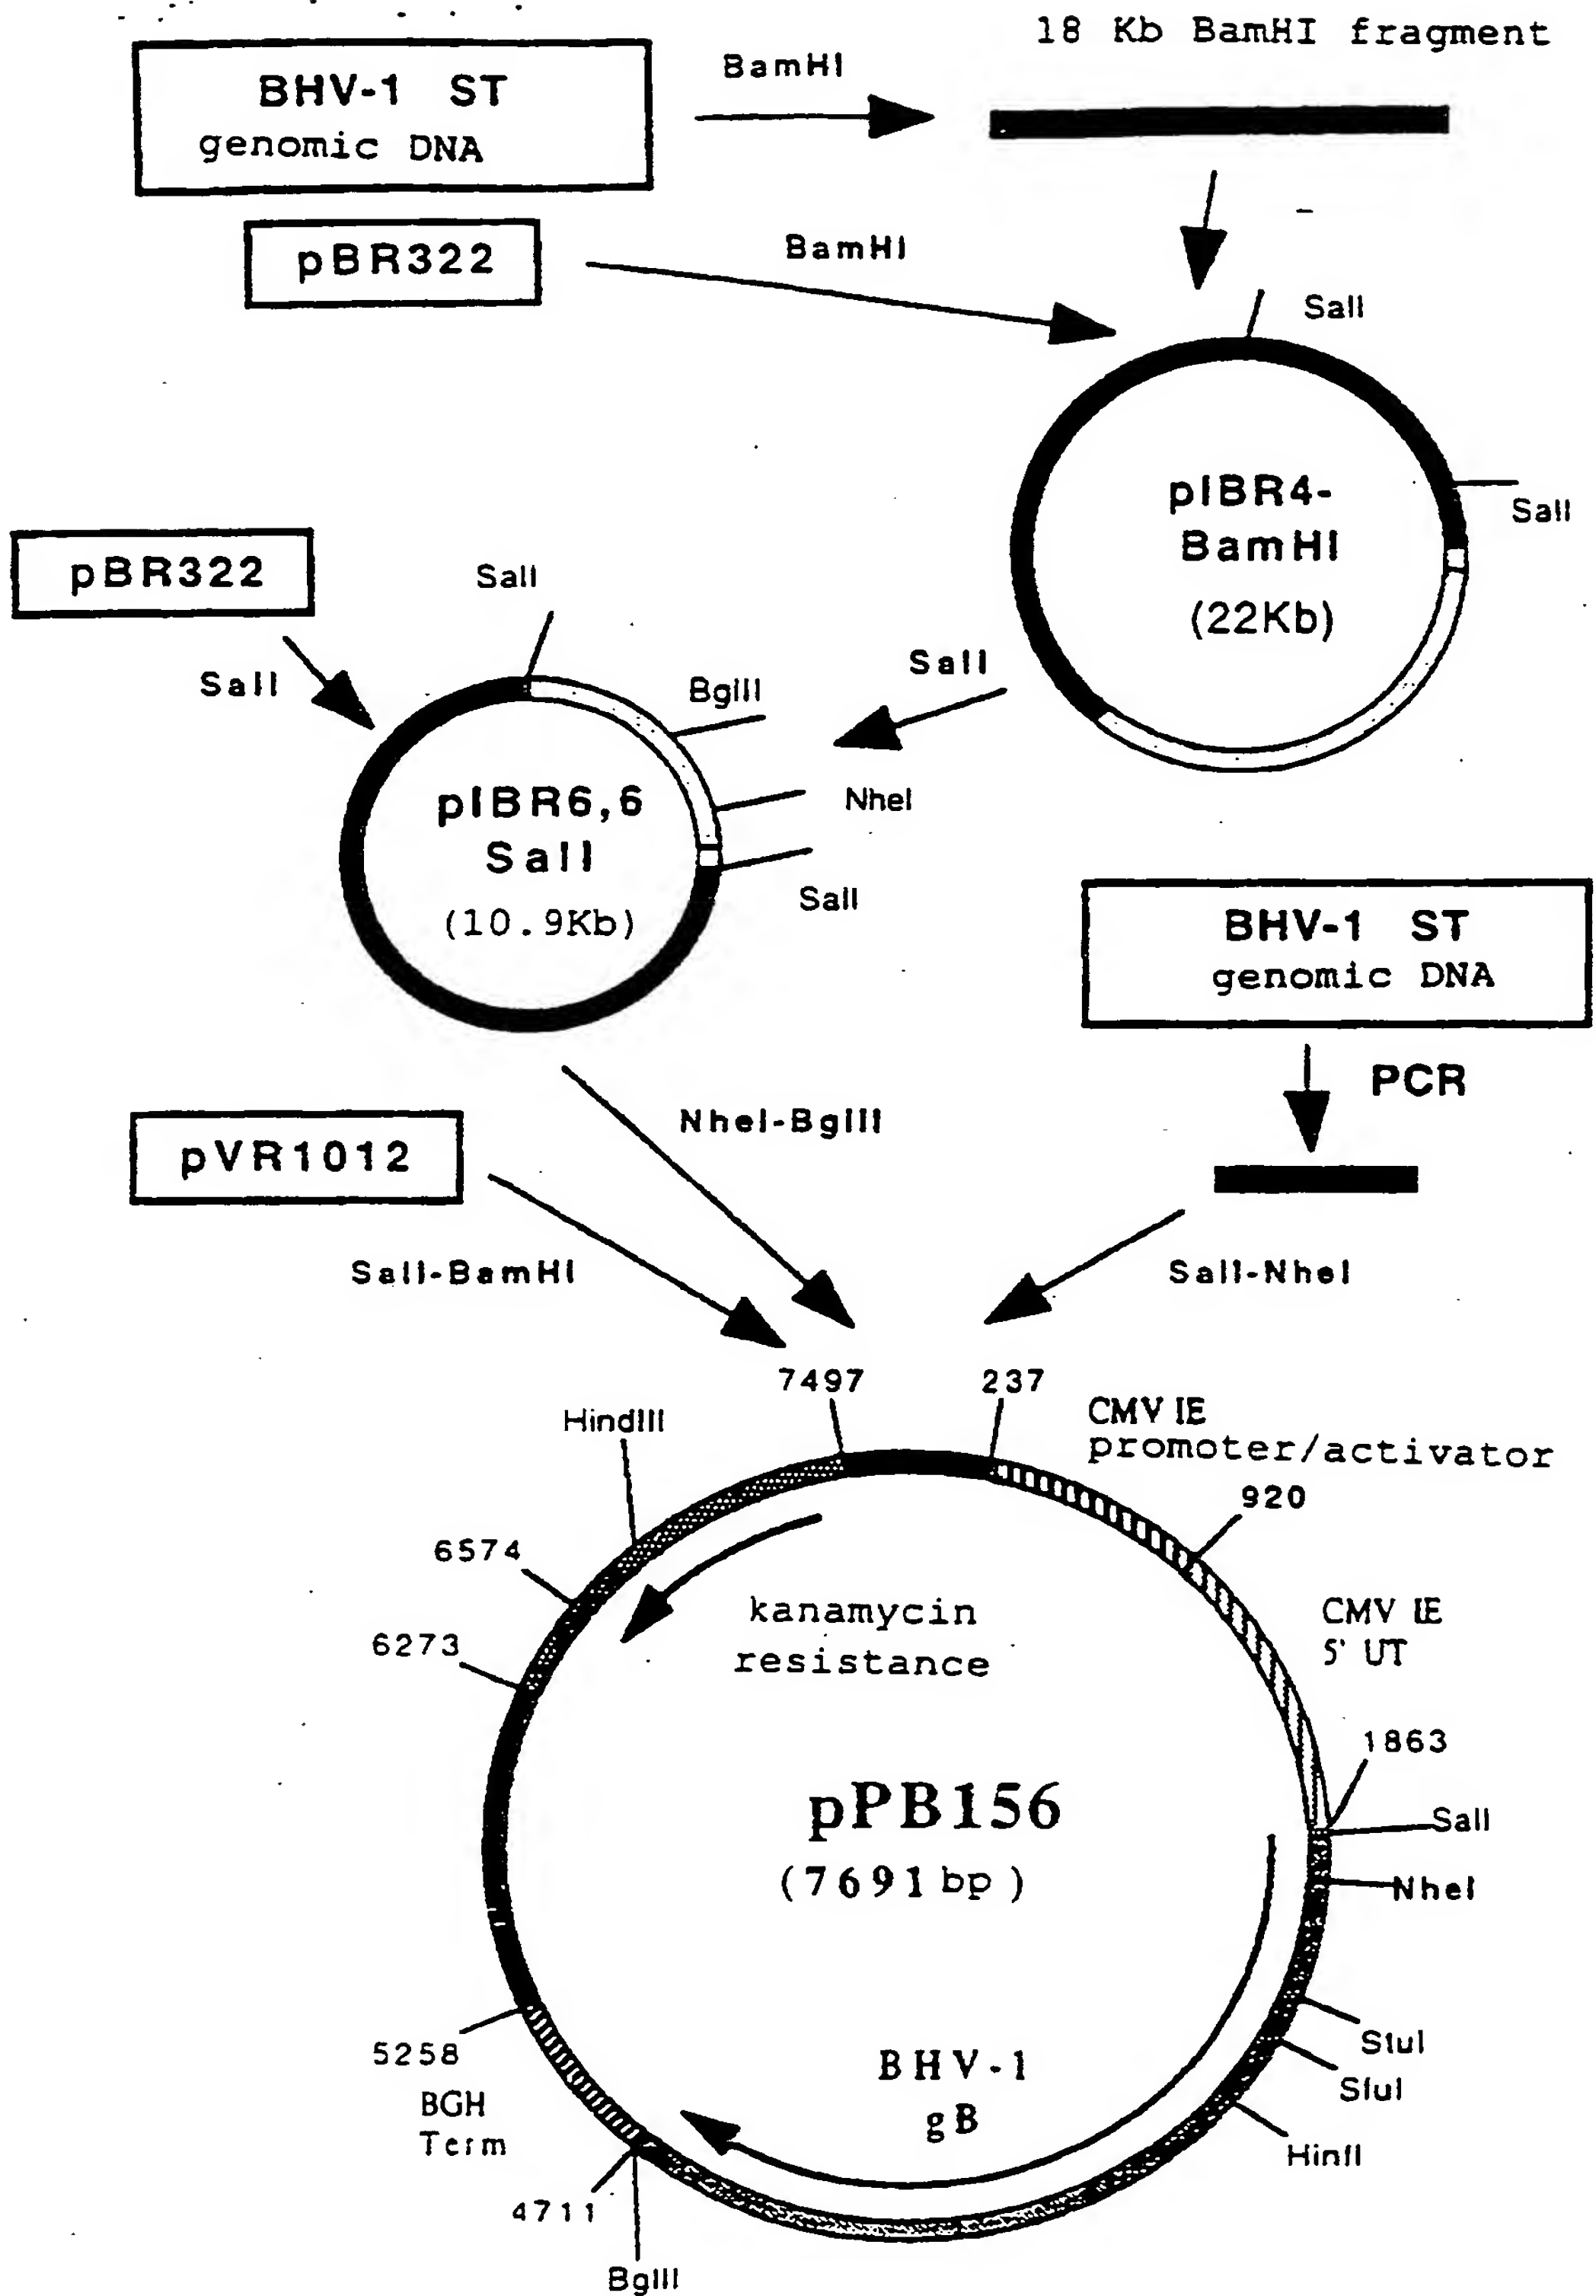 18 Kb BamHI fragment
BHV-1 ST
genomic DNA
BamHI
pBR322
BamHI
SalI
pIBR4-
BamHI
(22Kb)
SalI
pBR322
SalI
SalI
SalI
BglII
NheI
SalI
pIBR6,6
SalI
(10.9Kb)
BHV-1 ST
genomic DNA
PCR
NheI-BglII
pVR1012
SalI-BamHI
SalI-NheI
7497
237
CMV IE
promoter/activator
920
HindIII
6574
6273
kanamycin
resistance
CMV IE
5' UT
1863
SalI
NheI
pPB156
(7691 bp)
StuI
SfuI
HinfI
BHV-1
gB
5258
BGH
Term
4711
BglII